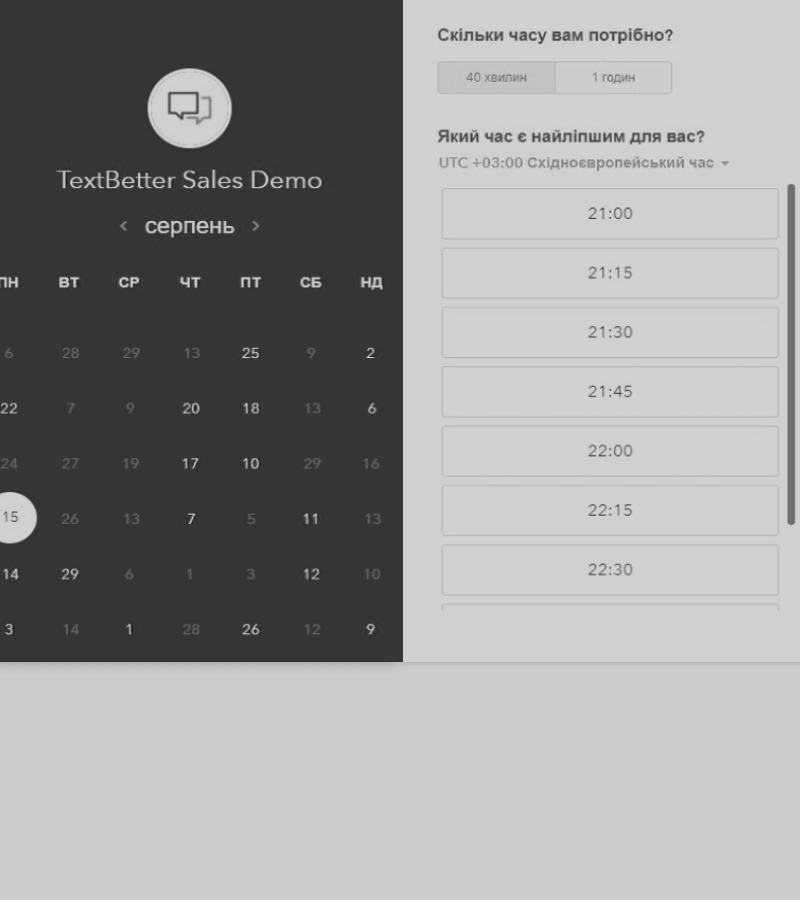 TextBetter Sales Demo
серпень
ПН ВТ СР ЧТ ПТ СБ НД
6 28 29 13 25 9 2
22 7 9 20 18 13 6
24 27 19 17 10 29 16
15 26 13 7 5 11 13
14 29 6 1 3 12 10
3 14 1 28 26 12 9
Скільки часу вам потрібно?
40 хвилин 1 годин
Який час є найліпшим для вас?
UTC +03:00 Східноєвропейський час
21:00
21:15
21:30
21:45
22:00
22:15
22:30